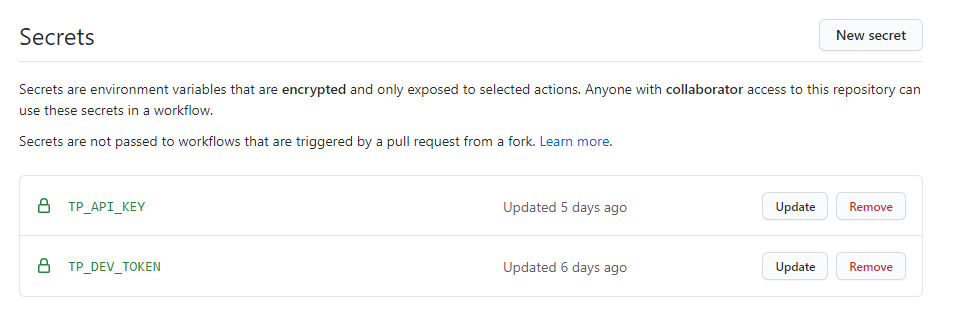 Secrets
New secret
Secrets are environment variables that are encrypted and only exposed to selected actions. Anyone with collaborator access to this repository can
use these secrets in a workflow.
Secrets are not passed to workflows that are triggered by a pull request from a fork. Learn more.
TP_API_KEY Updated 5 days ago Update Remove
TP_DEV_TOKEN Updated 6 days ago Update Remove